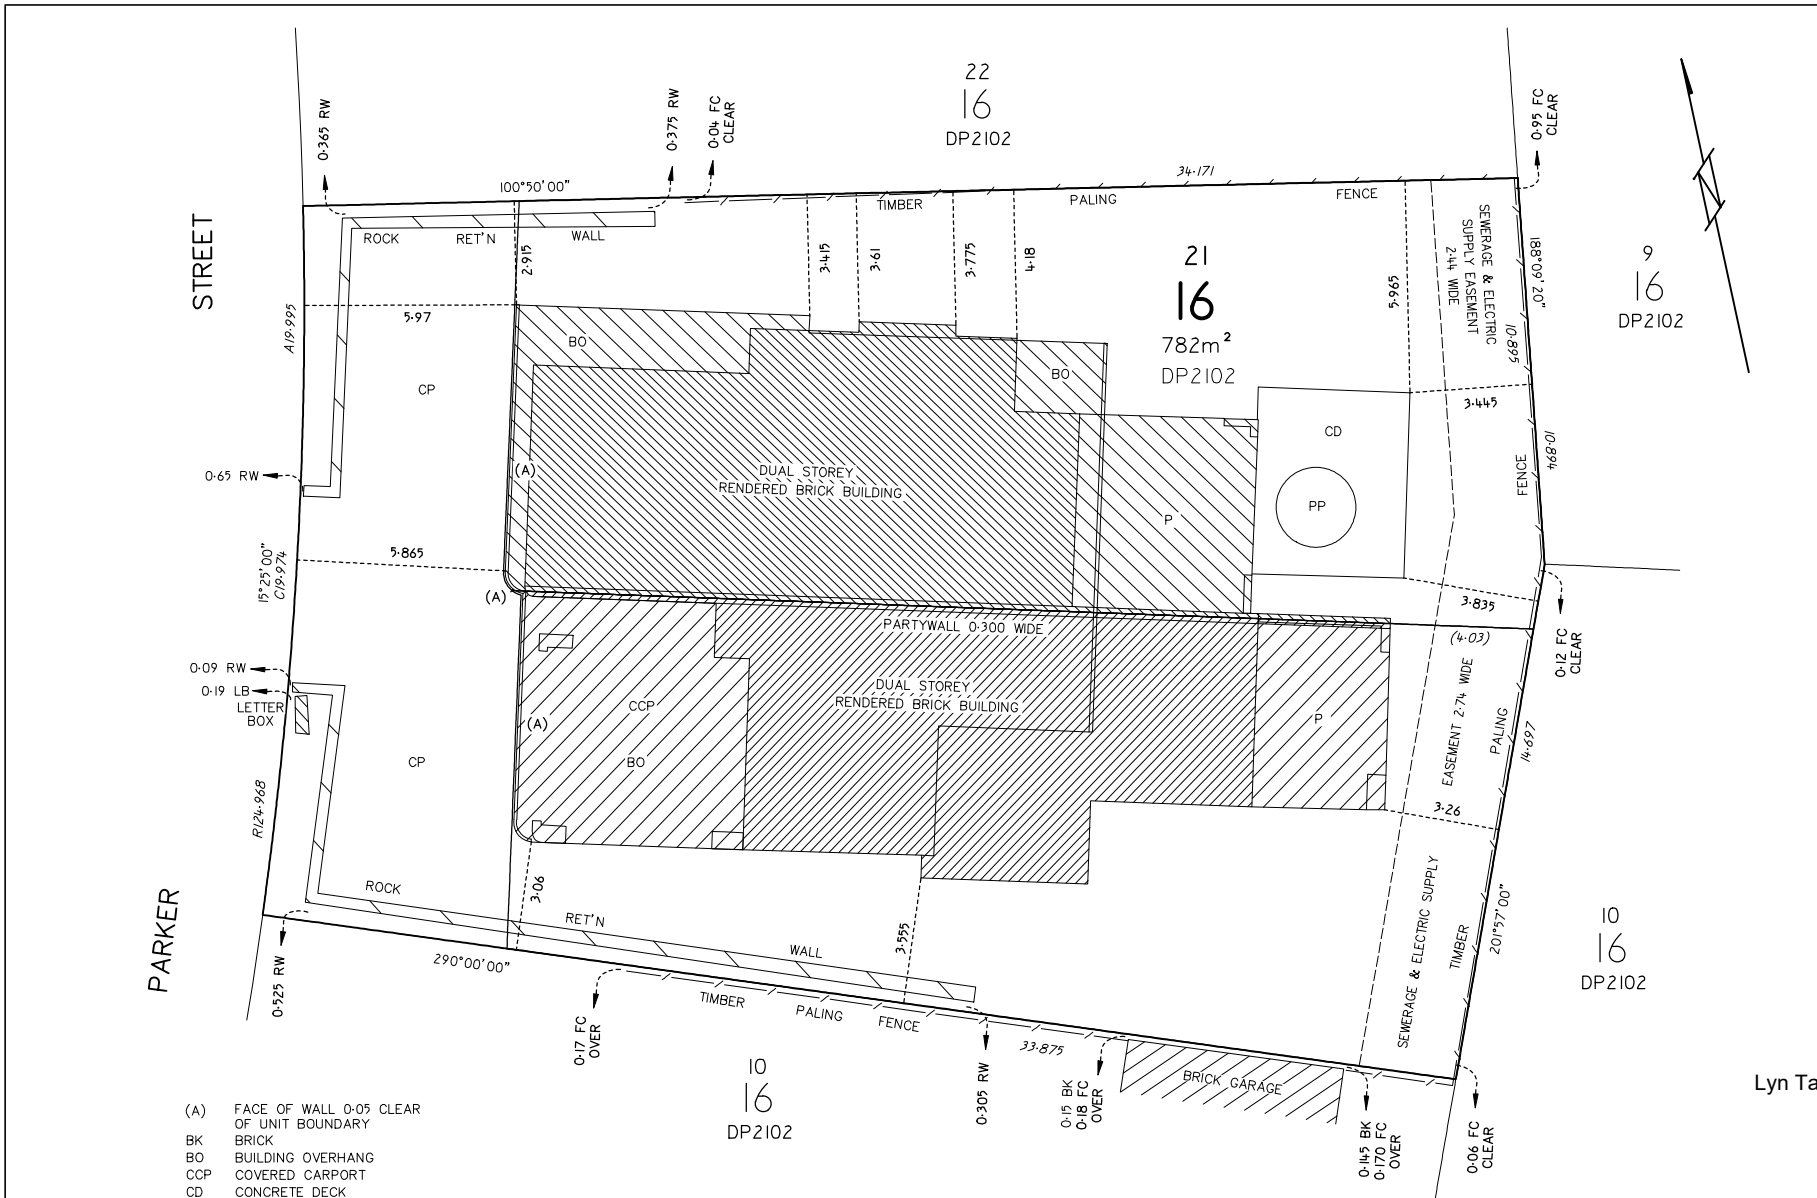 22
16
DP2102
0·365 RW
0·375 RW
0·04 FC
CLEAR
0·95 FC
CLEAR
100°50'00"
34·171
TIMBER
PALING
FENCE
STREET
ROCK
RET'N
WALL
2·915
3·415
3·61
3·775
4·18
21
16
782m²
DP2102
5·965
SEWERAGE & ELECTRIC
SUPPLY EASEMENT
2·44 WIDE
188°09'20"
10·895
9
16
DP2102
A19·995
5·97
BO
BO
CP
3·445
CD
10·894
FENCE
0·65 RW
(A)
DUAL STOREY
RENDERED BRICK BUILDING
P
PP
5·865
15°25'00"
C19·974
(A)
3·835
PARTYWALL 0·300 WIDE
(4·03)
0·12 FC
CLEAR
0·09 RW
0·19 LB
LETTER
BOX
DUAL STOREY
RENDERED BRICK BUILDING
CCP
(A)
P
EASEMENT 2·74 WIDE
PALING
14·697
CP
BO
R124·968
3·26
ROCK
3·06
RET'N
WALL
3·555
SEWERAGE & ELECTRIC SUPPLY
TIMBER
201°57'00"
10
16
DP2102
PARKER
0·525 RW
290°00'00"
0·17 FC
OVER
TIMBER
PALING
FENCE
33·875
0·305 RW
10
16
DP2102
0·15 BK
0·18 FC
OVER
BRICK GARAGE
0·145 BK
0·170 FC
OVER
0·06 FC
CLEAR
Lyn Ta
(A) FACE OF WALL 0·05 CLEAR
OF UNIT BOUNDARY
BK BRICK
BO BUILDING OVERHANG
CCP COVERED CARPORT
CD CONCRETE DECK